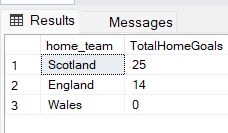 Results Messages
home_team TotalHomeGoals
1 Scotland 25
2 England 14
3 Wales 0